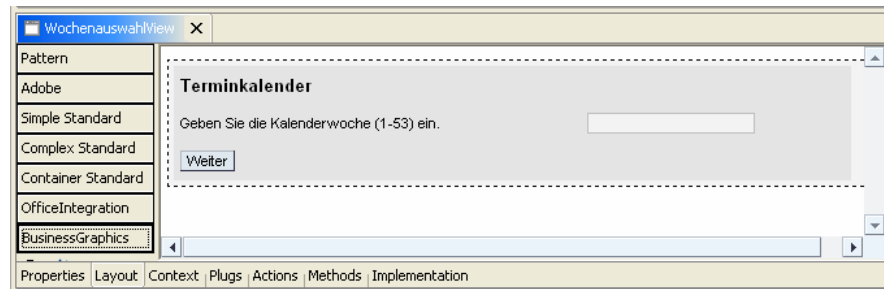 WochenauswahlView
Pattern
Adobe
Simple Standard
Complex Standard
Container Standard
OfficeIntegration
BusinessGraphics
Terminkalender
Geben Sie die Kalenderwoche (1-53) ein.
Weiter
Properties Layout Context Plugs Actions Methods Implementation